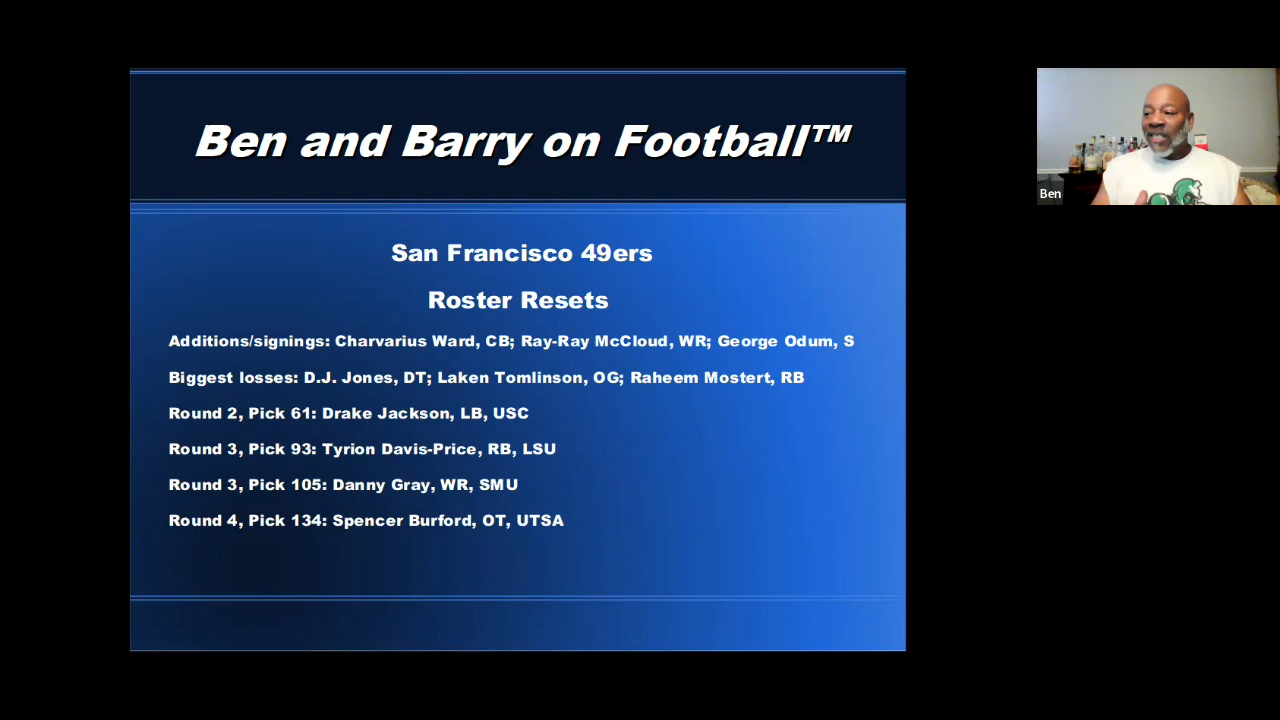 Ben and Barry on Football™
San Francisco 49ers
Roster Resets
Additions/signings: Charvarius Ward, CB; Ray-Ray McCloud, WR; George Odum, S
Biggest losses: D.J. Jones, DT; Laken Tomlinson, OG; Raheem Mostert, RB
Round 2, Pick 61: Drake Jackson, LB, USC
Round 3, Pick 93: Tyrion Davis-Price, RB, LSU
Round 3, Pick 105: Danny Gray, WR, SMU
Round 4, Pick 134: Spencer Burford, OT, UTSA
Ben